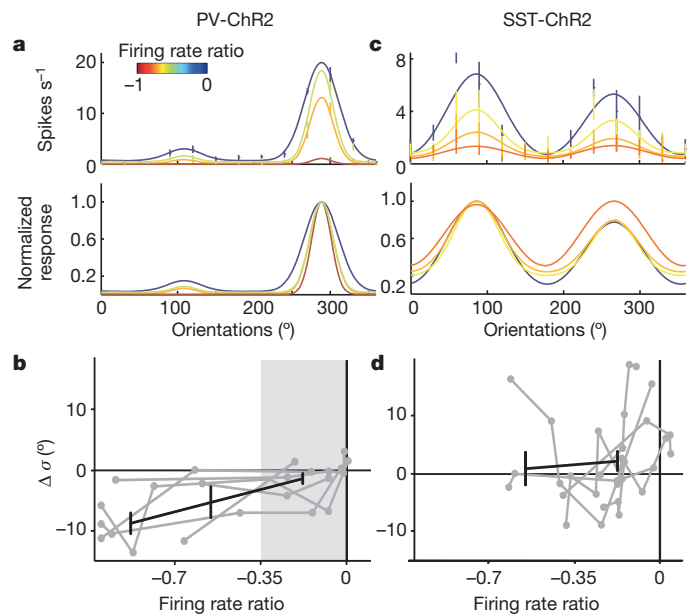 PV-ChR2
SST-ChR2
a
Firing rate ratio
−1
0
Spikes s⁻¹
20
10
0
c
8
4
0
Normalized response
1.0
0.6
0.2
0
100
200
300
Orientations (º)
1.0
0.6
0.2
0
100
200
300
Orientations (º)
b
Δ σ (º)
10
0
−10
−0.7
−0.35
0
Firing rate ratio
d
10
0
−10
−0.7
−0.35
0
Firing rate ratio